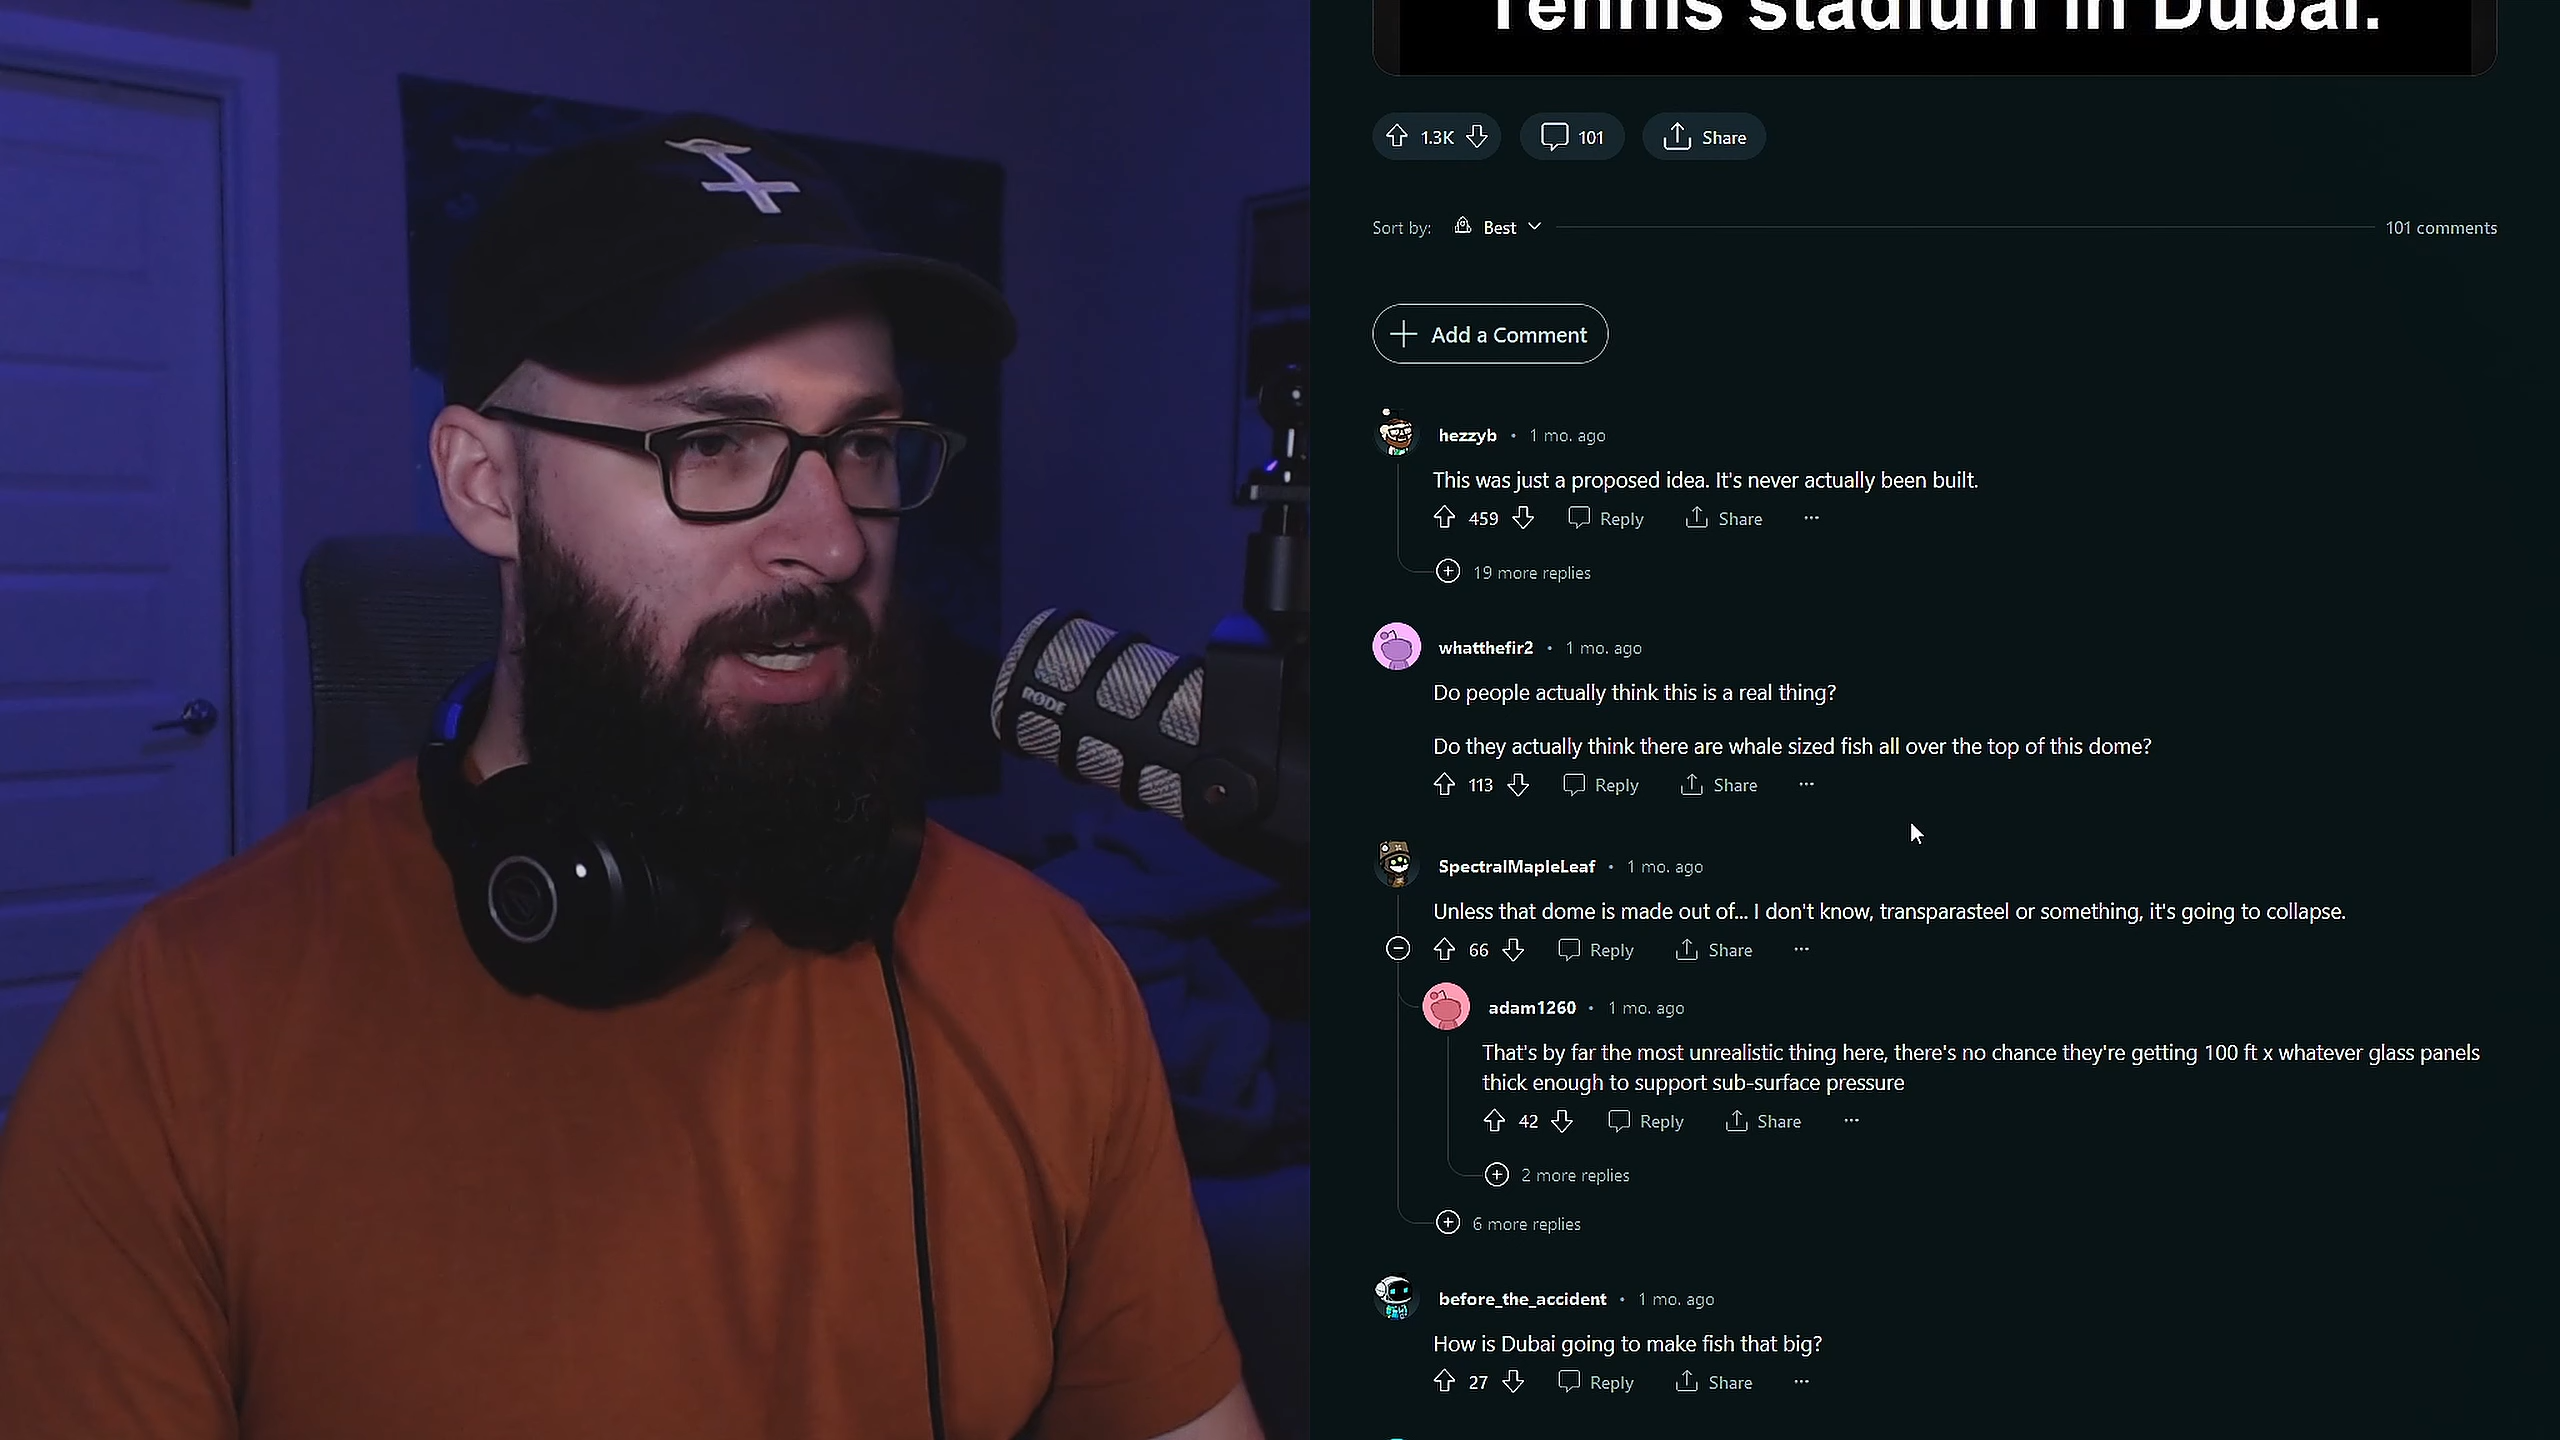 Tennis stadium in Dubai.
1.3K
101
Share
Sort by:
Best
101 comments
Add a Comment
hezzyb • 1 mo. ago
This was just a proposed idea. It's never actually been built.
459
Reply
Share
19 more replies
whatthefir2 • 1 mo. ago
Do people actually think this is a real thing?
Do they actually think there are whale sized fish all over the top of this dome?
113
Reply
Share
SpectralMapleLeaf • 1 mo. ago
Unless that dome is made out of... I don't know, transparasteel or something, it's going to collapse.
66
Reply
Share
adam1260 • 1 mo. ago
That's by far the most unrealistic thing here, there's no chance they're getting 100 ft x whatever glass panels
thick enough to support sub-surface pressure
42
Reply
Share
2 more replies
6 more replies
before_the_accident • 1 mo. ago
How is Dubai going to make fish that big?
27
Reply
Share
RØDE